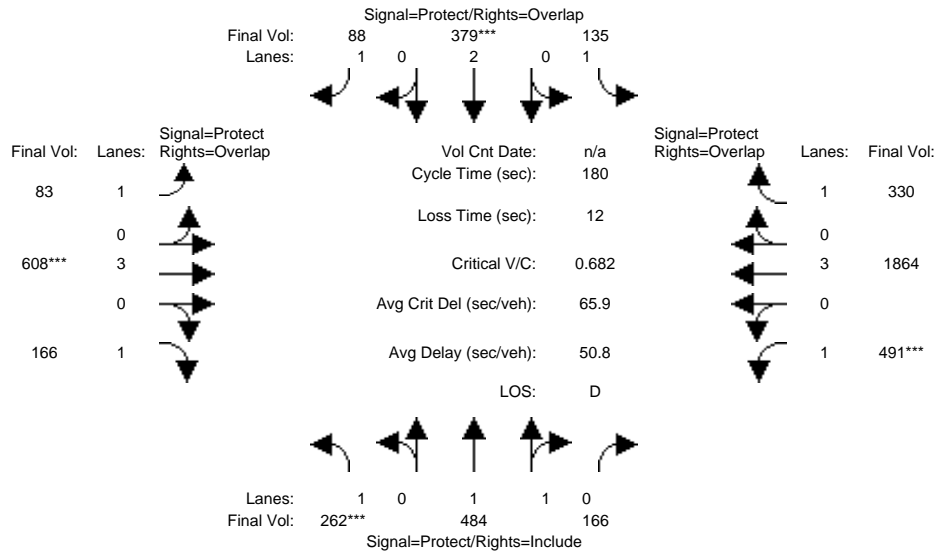 Signal=Protect/Rights=Overlap
Final Vol: 88 379*** 135
Lanes: 1 0 2 0 1
Signal=Protect Signal=Protect
Final Vol: Lanes: Rights=Overlap Vol Cnt Date: n/a Rights=Overlap Lanes: Final Vol:
Cycle Time (sec): 180
83 1 1 330
Loss Time (sec): 12
0 0
608*** 3 Critical V/C: 0.682 3 1864
0 Avg Crit Del (sec/veh): 65.9 0
166 1 Avg Delay (sec/veh): 50.8 1 491***
LOS: D
Lanes: 1 0 1 1 0
Final Vol: 262*** 484 166
Signal=Protect/Rights=Include